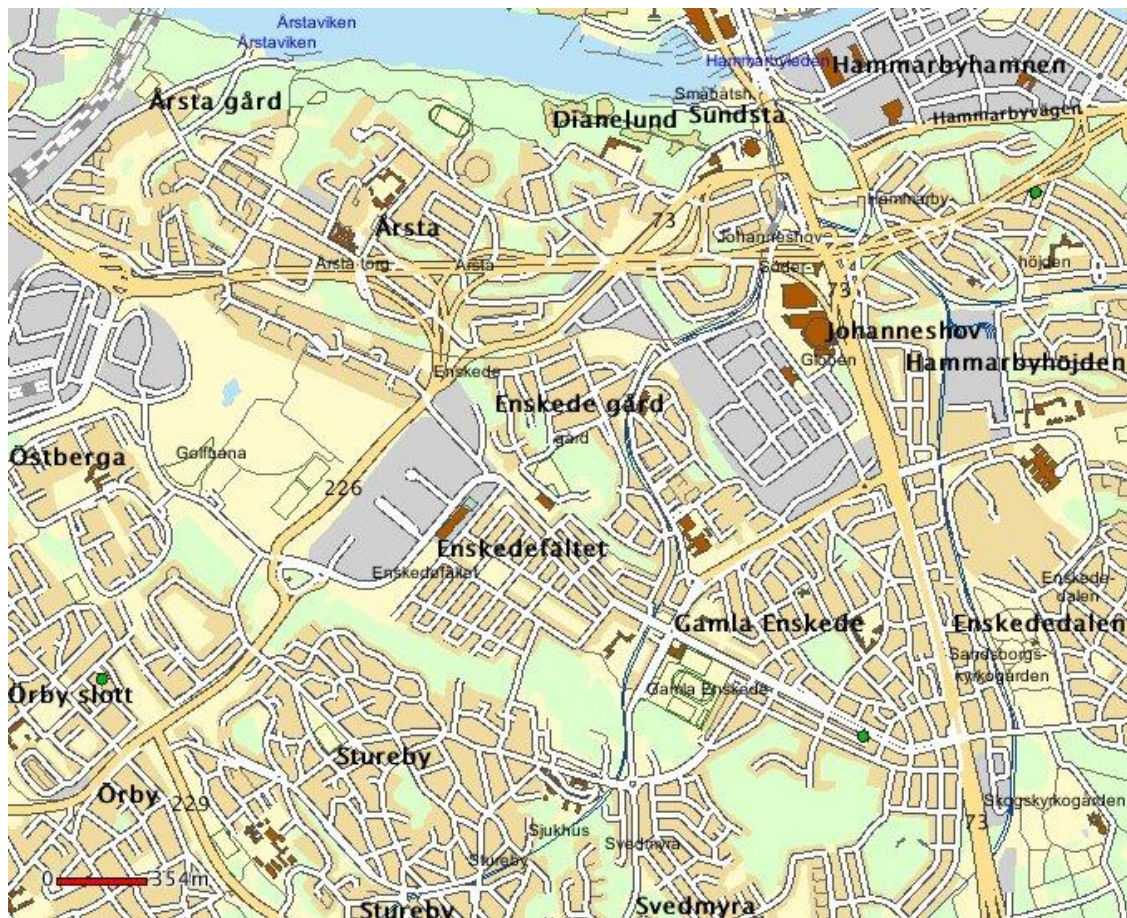 Årstaviken
Årstaviken
Hammarbyleden
Hammarbyhamnen
Årsta gård
Småbåtsh.
Dianelund
Sundsta
Hammarbyvägen
Hammarby-
73
Årsta
Johanneshov
Årsta torg
Årsta
Söder-
höjden
73
Johanneshov
Globen
Hammarbyhöjden
Enskede
Enskede gård
gård
Östberga
Golfbana
226
Enskedefältet
Enskedefältet
Enskede-
dalen
Gamla Enskede
Enskededalen
Sandsborgs-
kyrkogården
Örby slott
Gamla Enskede
Stureby
Örby
229
Skogskyrkogården
73
Sjukhus
Svedmyra
Stureby
0 354m
Stureby
Svedmyra